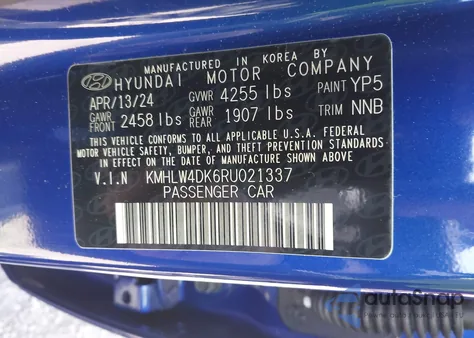 MANUFACTURED IN KOREA BY
HYUNDAI MOTOR COMPANY
APR/13/24 GVWR 4255 lbs PAINT YP5
GAWR FRONT 2458 lbs GAWR REAR 1907 lbs TRIM NNB
THIS VEHICLE CONFORMS TO ALL APPLICABLE U.S.A. FEDERAL
MOTOR VEHICLE SAFETY, BUMPER, AND THEFT PREVENTION STANDARDS
IN EFFECT ON THE DATE OF MANUFACTURE SHOWN ABOVE.
V.I.N KMHLW4DK6RU021337
PASSENGER CAR
autoSnap